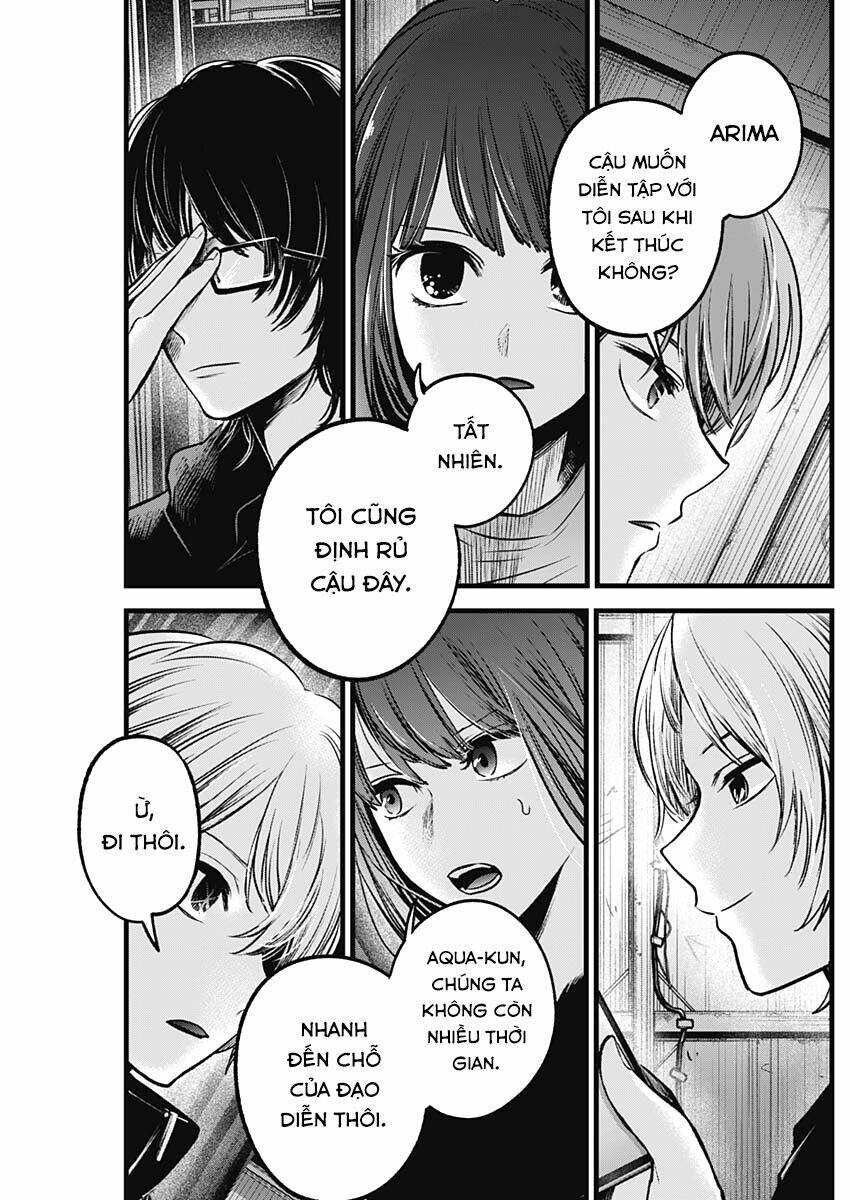 ARIMA
CẬU MUỐN
DIỄN TẬP VỚI
TÔI SAU KHI
KẾT THÚC
KHÔNG?
TẤT
NHIÊN.
TÔI CŨNG
ĐỊNH RỦ
CẬU ĐÂY.
AQUA-KUN,
CHÚNG TA
KHÔNG CÒN
NHIỀU THỜI
GIAN.
NHANH
ĐẾN CHỖ
CỦA ĐẠO
DIỄN THÔI.
Ừ,
ĐI THÔI.